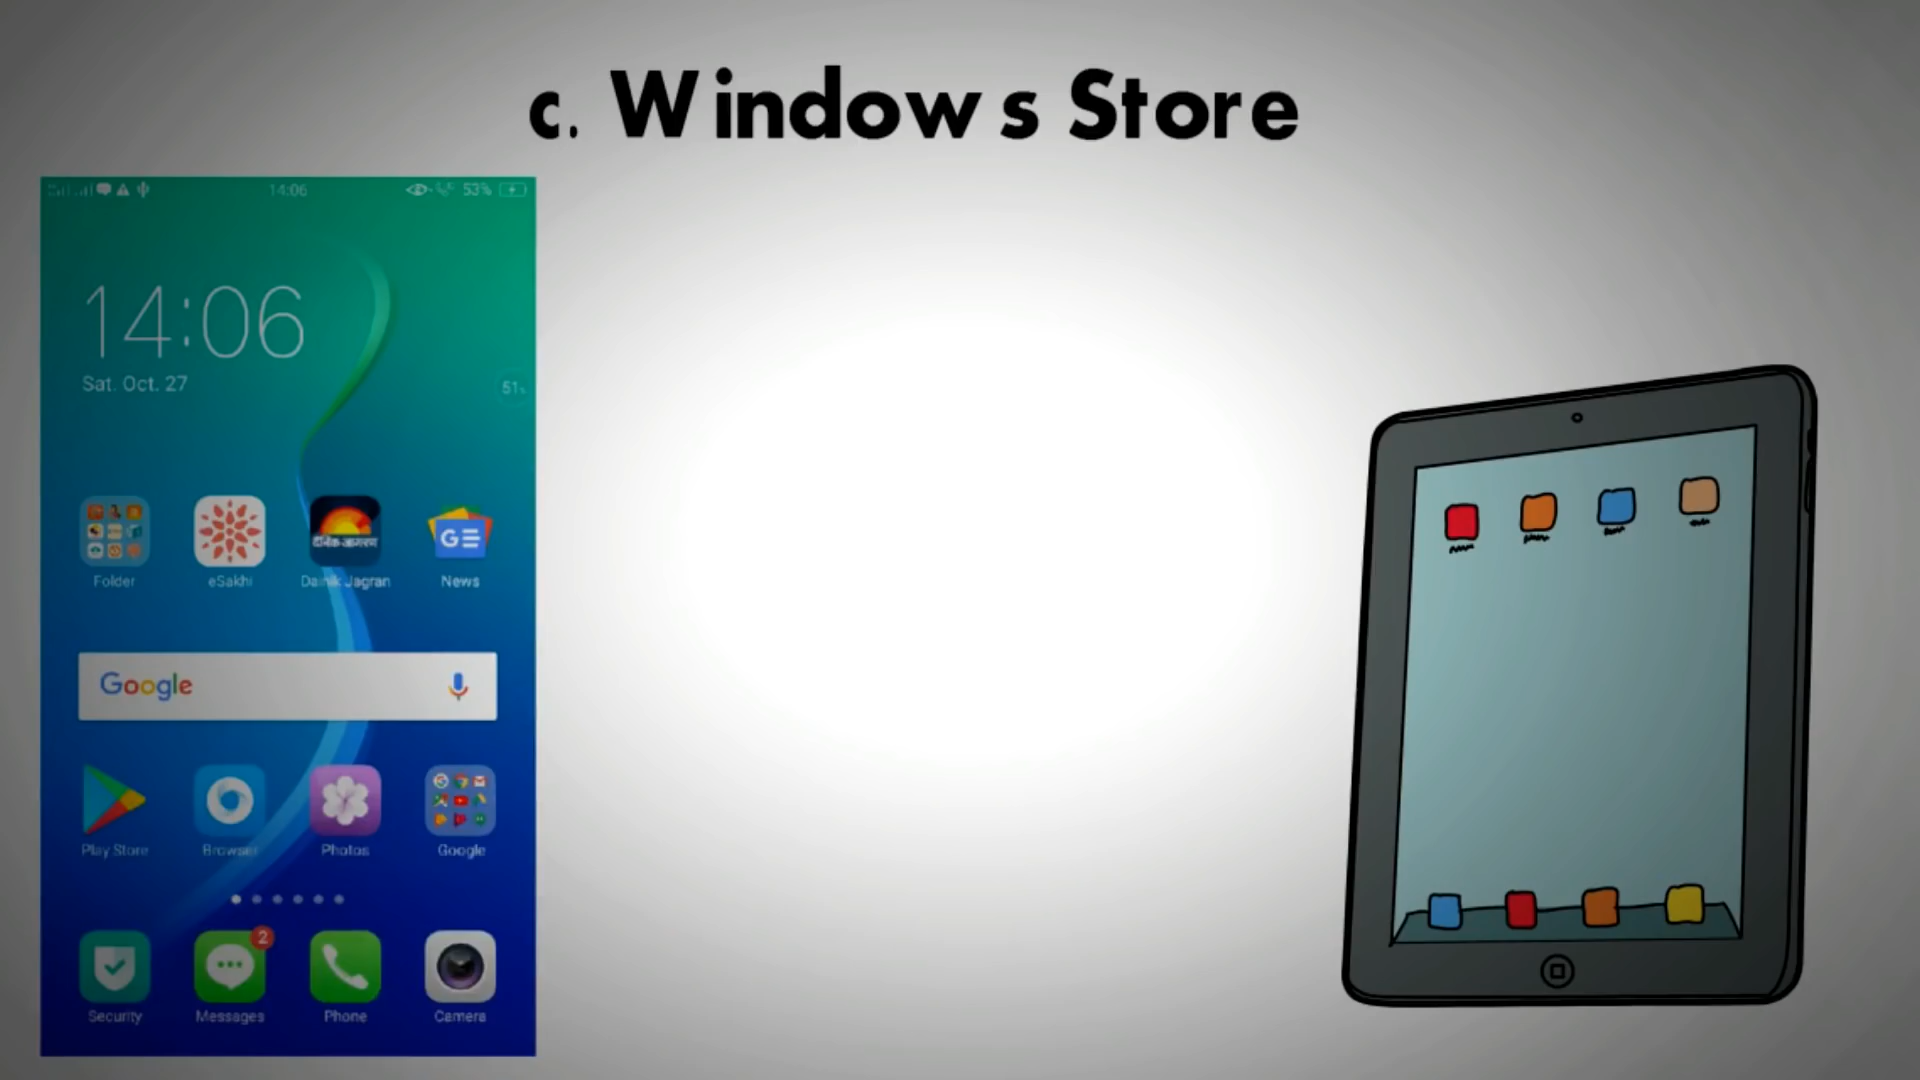 c. Windows Store
14:06
53%
14:06
Sat. Oct. 27
51%
दैनिक जागरण
Folder
eSakhi
Dainik Jagran
News
Google
Play Store
Browser
Photos
Google
2
Security
Messages
Phone
Camera